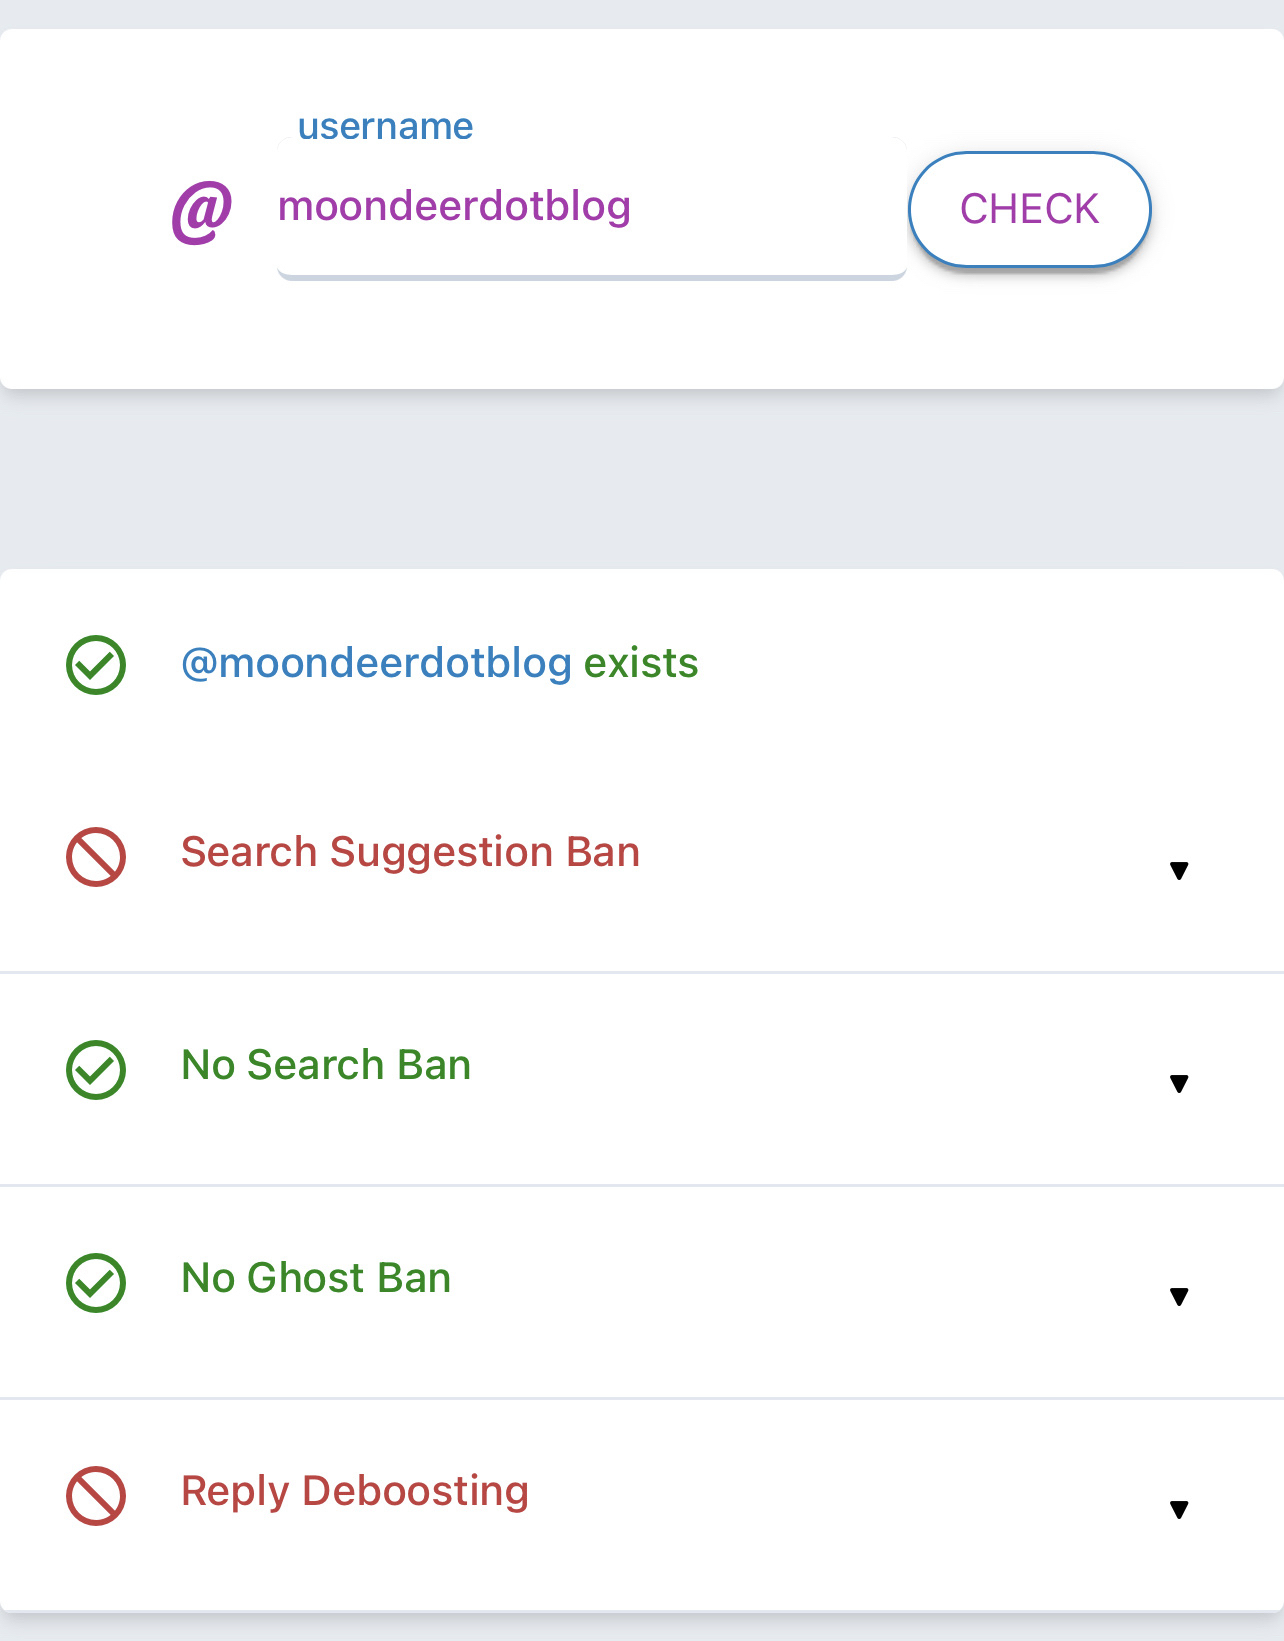 username
@ moondeerdotblog CHECK
@moondeerdotblog exists
Search Suggestion Ban
No Search Ban
No Ghost Ban
Reply Deboosting